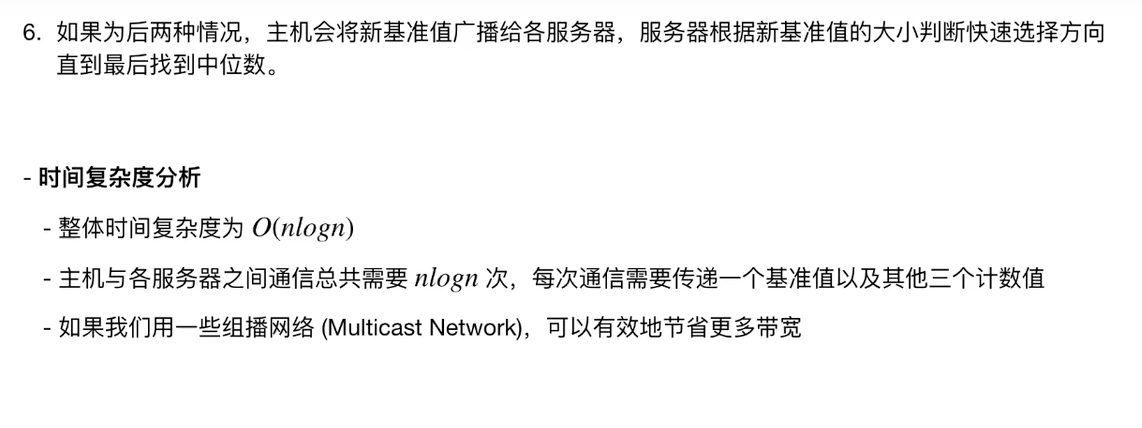 6. 如果为后两种情况，主机会将新基准值广播给各服务器，服务器根据新基准值的大小判断快速选择方向
直到最后找到中位数。
- 时间复杂度分析
- 整体时间复杂度为 O(nlogn)
- 主机与各服务器之间通信总共需要 nlogn 次，每次通信需要传递一个基准值以及其他三个计数值
- 如果我们用一些组播网络 (Multicast Network)，可以有效地节省更多带宽